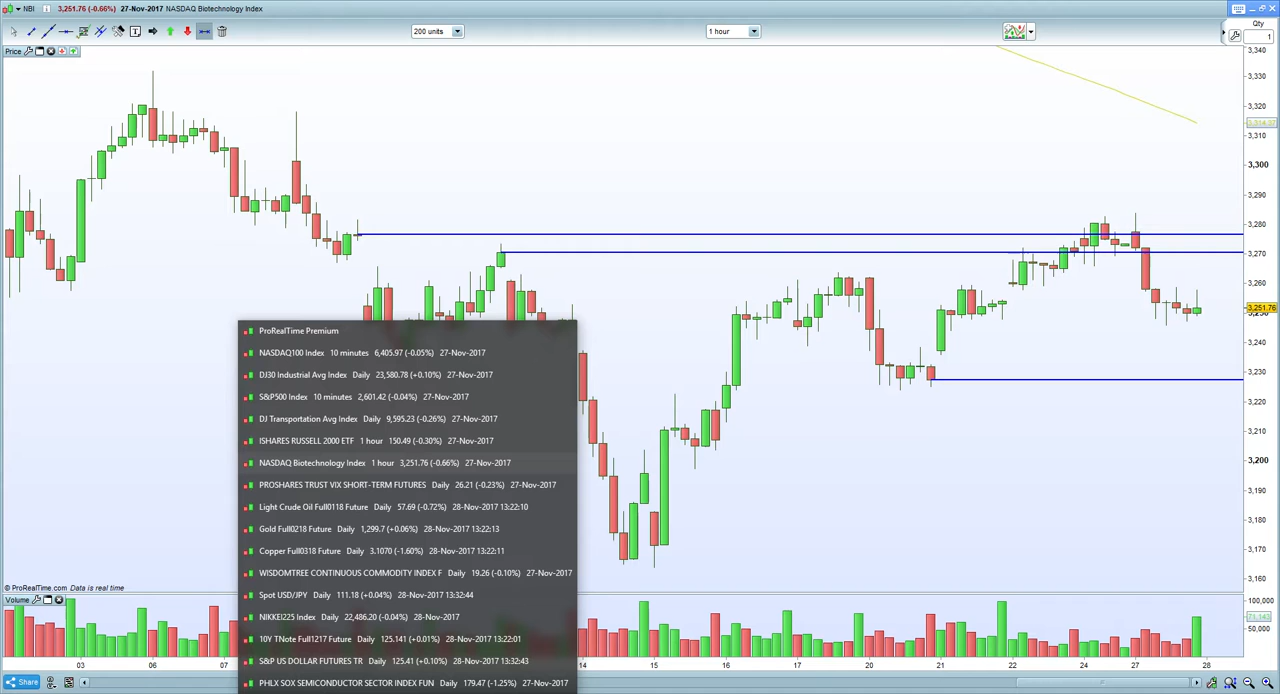 NBI 3,251.76 (-0.66%) 27-Nov-2017 NASDAQ Biotechnology Index
200 units
1 hour
Qty
1
Price
3,340
3,330
3,320
3,314.37
3,310
3,300
3,290
3,280
3,270
3,260
3,251.76
3,250
3,240
3,230
3,220
3,210
3,200
3,190
3,180
3,170
3,160
ProRealTime Premium
NASDAQ100 Index 10 minutes 6,405.97 (-0.05%) 27-Nov-2017
DJ30 Industrial Avg Index Daily 23,580.78 (+0.10%) 27-Nov-2017
S&P500 Index 10 minutes 2,601.42 (-0.04%) 27-Nov-2017
DJ Transportation Avg Index Daily 9,595.23 (-0.26%) 27-Nov-2017
ISHARES RUSSELL 2000 ETF 1 hour 150.49 (-0.30%) 27-Nov-2017
NASDAQ Biotechnology Index 1 hour 3,251.76 (-0.66%) 27-Nov-2017
PROSHARES TRUST VIX SHORT-TERM FUTURES Daily 26.21 (-0.23%) 27-Nov-2017
Light Crude Oil Full0118 Future Daily 57.69 (-0.72%) 28-Nov-2017 13:22:10
Gold Full0218 Future Daily 1,299.7 (+0.06%) 28-Nov-2017 13:22:13
Copper Full0318 Future Daily 3.1070 (-1.60%) 28-Nov-2017 13:22:11
WISDOMTREE CONTINUOUS COMMODITY INDEX F Daily 19.26 (-0.10%) 27-Nov-2017
Spot USD/JPY Daily 111.18 (+0.04%) 28-Nov-2017 13:32:44
NIKKEI225 Index Daily 22,486.20 (-0.04%) 28-Nov-2017
10Y TNote Full1217 Future Daily 125.141 (+0.01%) 28-Nov-2017 13:22:01
S&P US DOLLAR FUTURES TR Daily 125.41 (+0.10%) 28-Nov-2017 13:32:43
PHLX SOX SEMICONDUCTOR SECTOR INDEX FUN Daily 179.47 (-1.25%) 28-Nov-2017
© ProRealTime.com Data is real time
Volume
100,000
71,143
50,000
03 06 07 14 15 16 17 20 21 22 24 27 28
Share